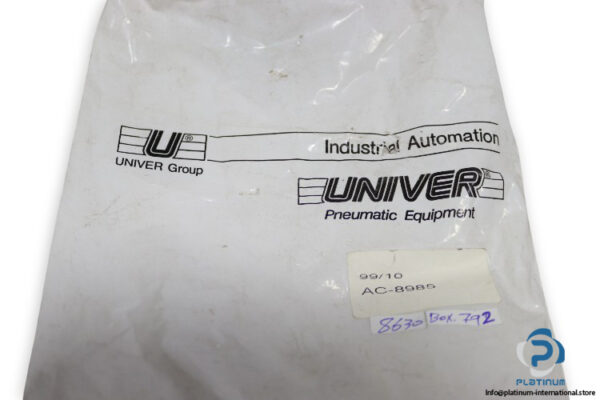 U®
UNIVER Group
Industrial Automation
UNIVER®
Pneumatic Equipment
99/10
AC-8985
8630 Box.792
PLATINUM
Info@platinum-international.store